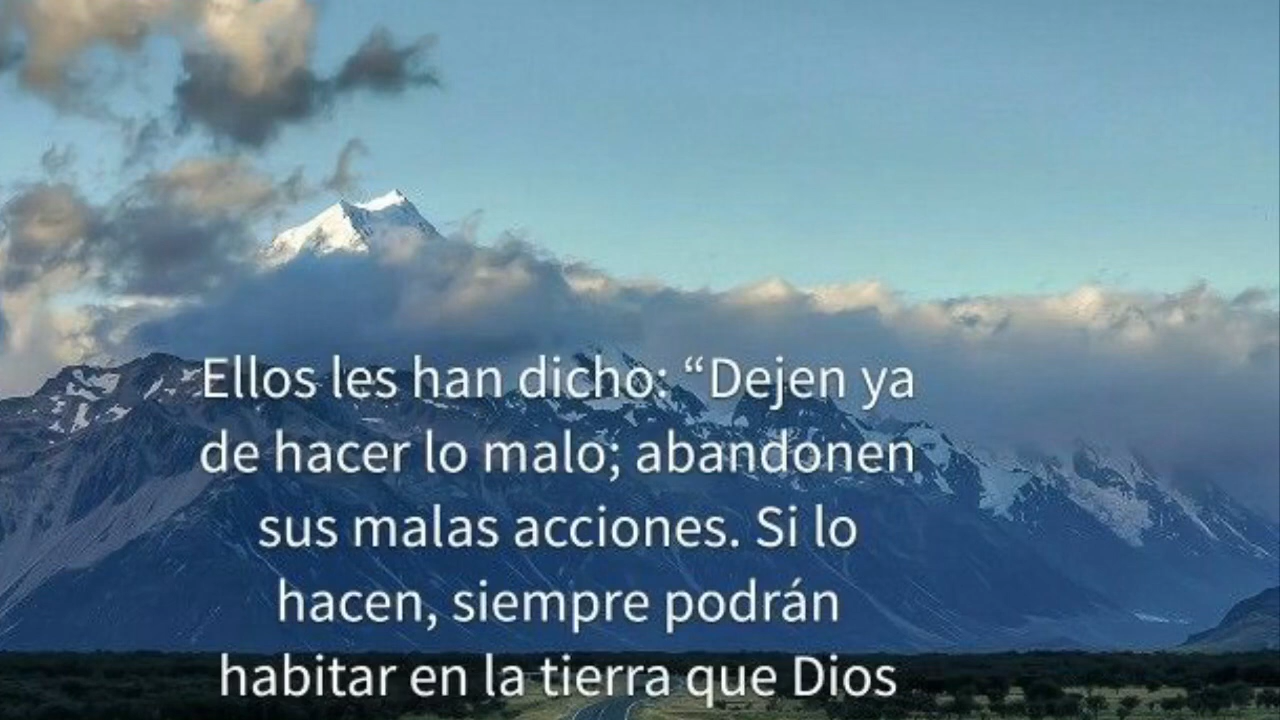 Ellos les han dicho: “Dejen ya
de hacer lo malo; abandonen
sus malas acciones. Si lo
hacen, siempre podrán
habitar en la tierra que Dios